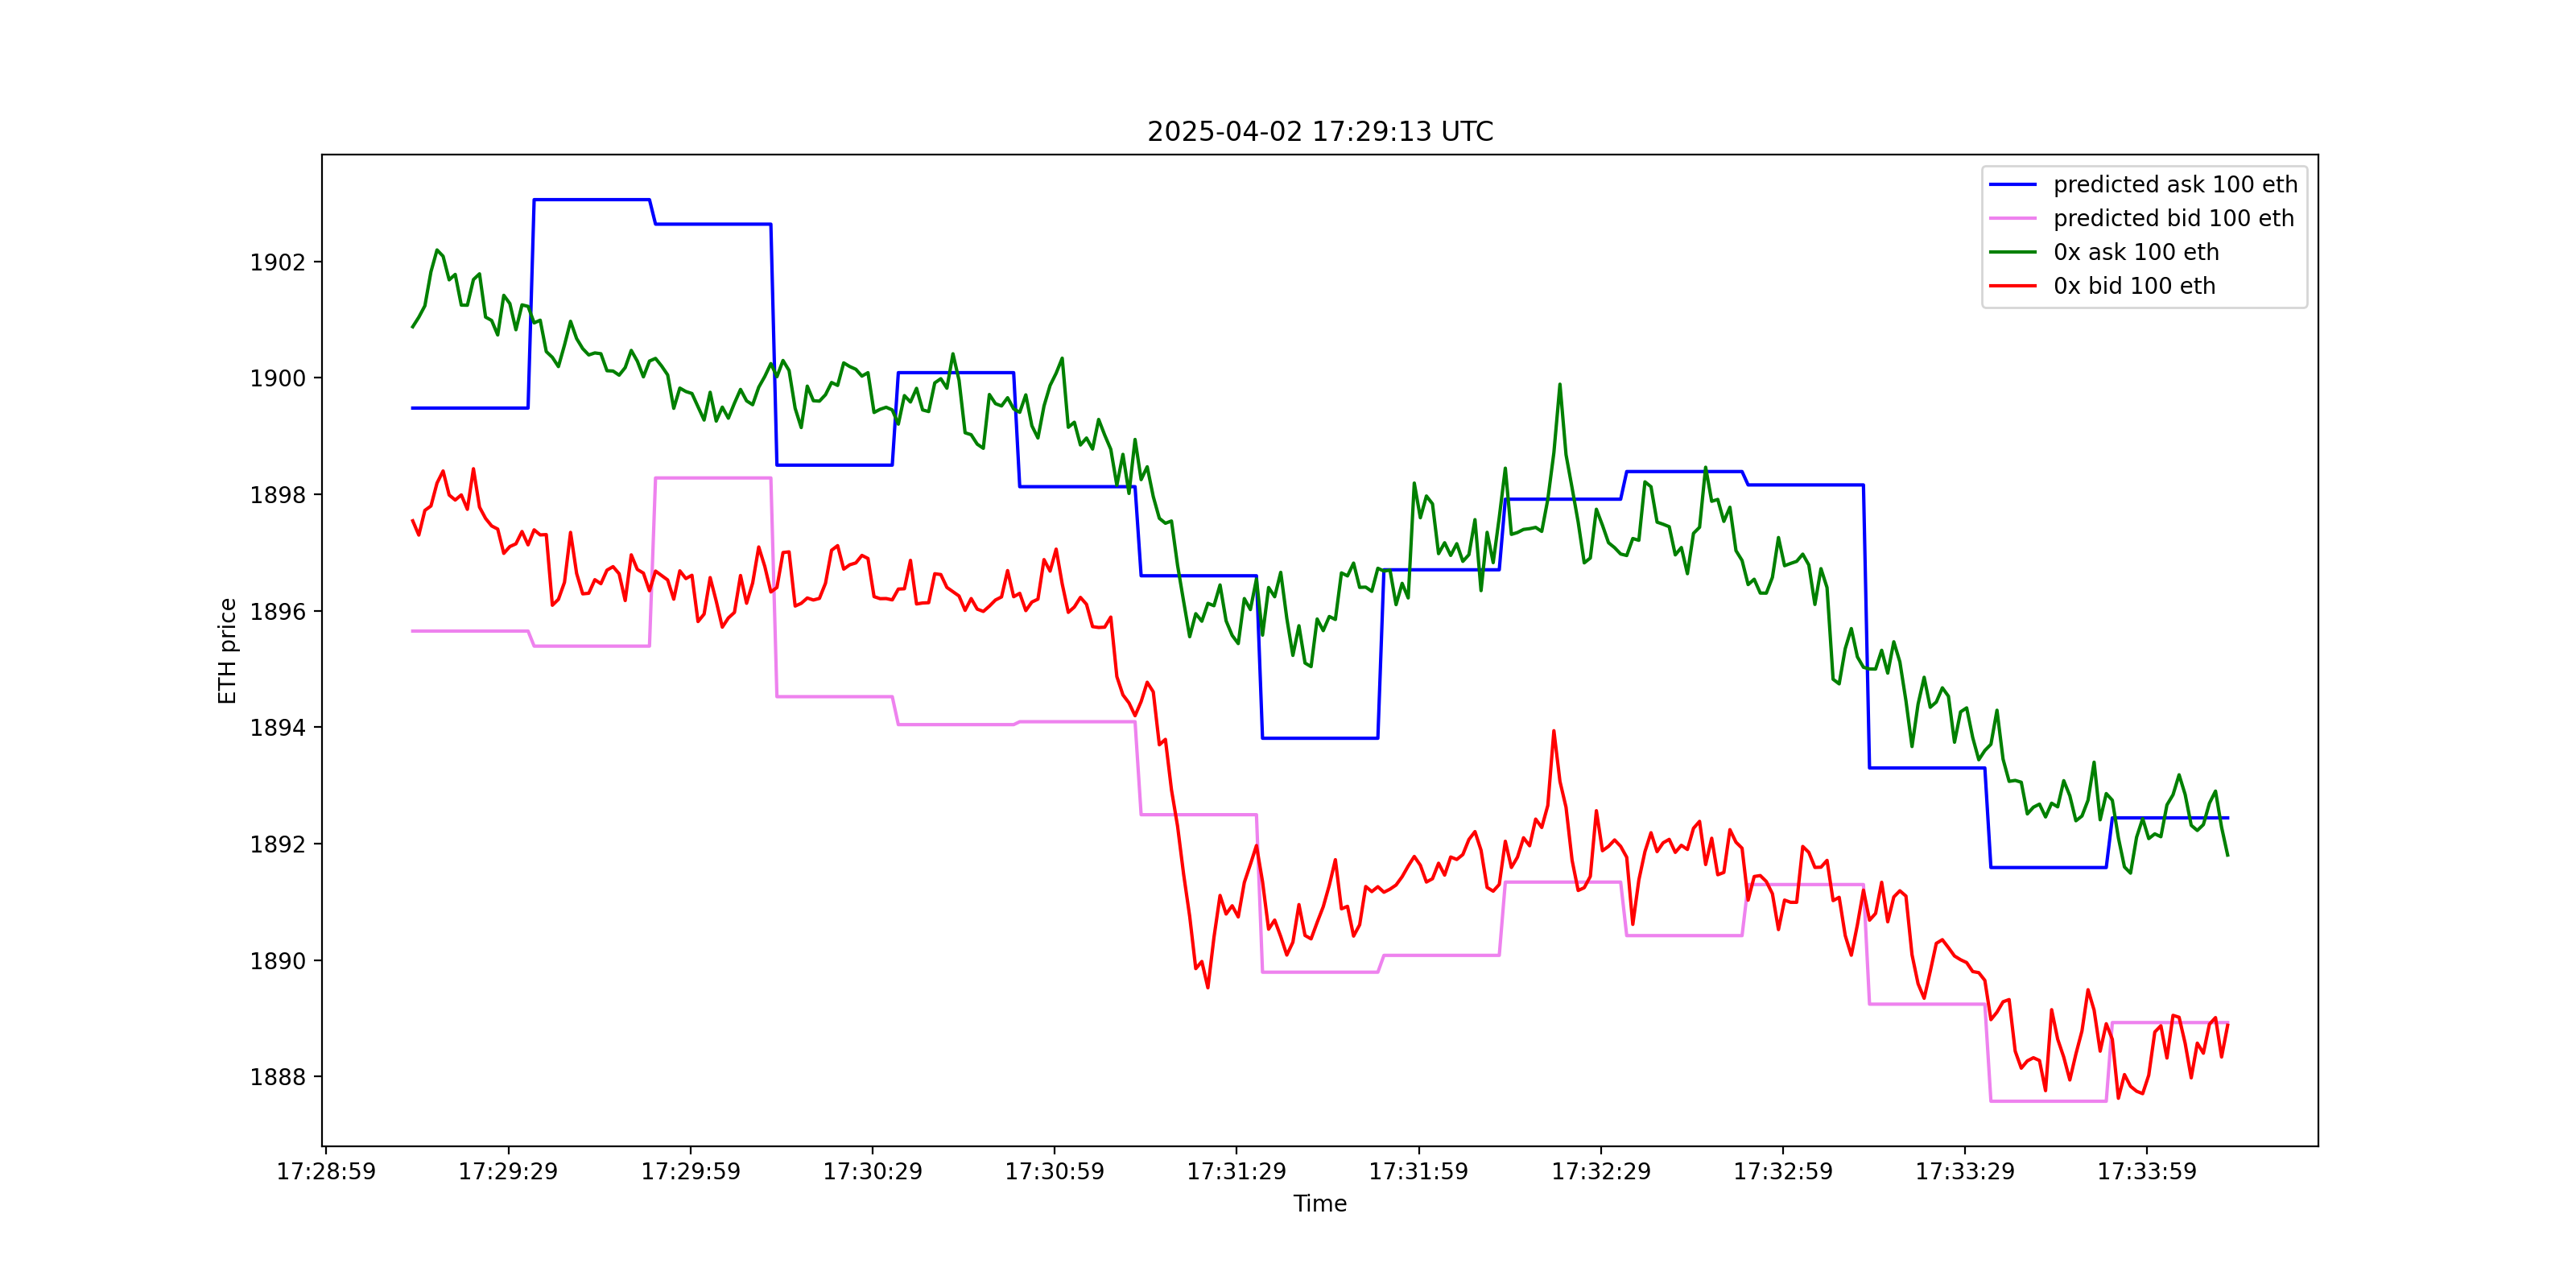 2025-04-02 17:29:13 UTC
predicted ask 100 eth
predicted bid 100 eth
0x ask 100 eth
0x bid 100 eth
ETH price
1902
1900
1898
1896
1894
1892
1890
1888
17:28:59 17:29:29 17:29:59 17:30:29 17:30:59 17:31:29 17:31:59 17:32:29 17:32:59 17:33:29 17:33:59
Time